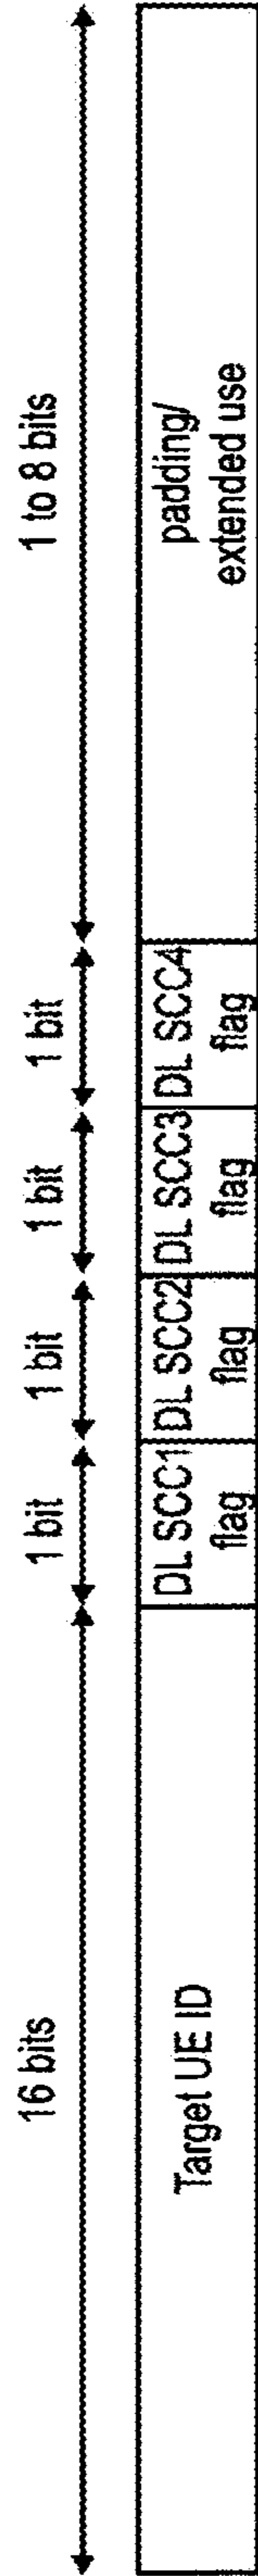 16 bits
1 bit
1 bit
1 bit
1 bit
1 to 8 bits
Target UE ID
DL SCC1
flag
DL SCC2
flag
DL SCC3
flag
DL SCC4
flag
padding/
extended use